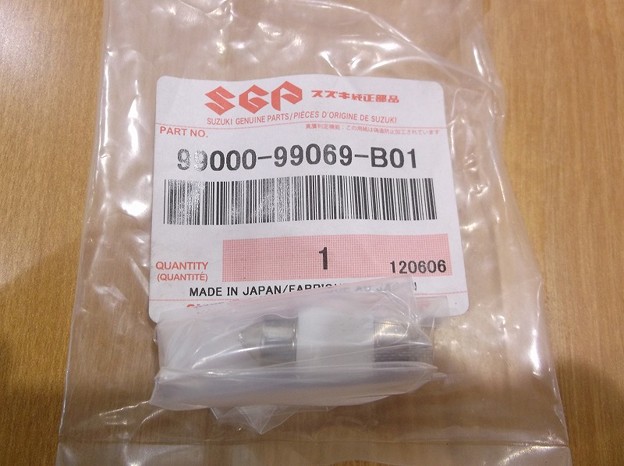 SGP スズキ純正部品
SUZUKI GENUINE PARTS/PIÈCES D'ORIGINE DE SUZUKI
PART NO.
99000-99069-B01
QUANTITY
(QUANTITÉ)
1
120606
MADE IN JAPAN/FABRIQU